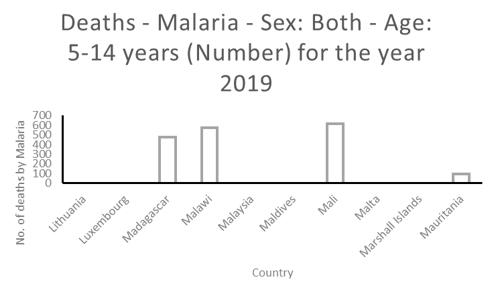 Deaths - Malaria - Sex: Both - Age:
5-14 years (Number) for the year
2019
No. of deaths by Malaria
700
600
500
400
300
200
100
0
Lithuania
Luxembourg
Madagascar
Malawi
Malaysia
Maldives
Mali
Malta
Marshall Islands
Mauritania
Country